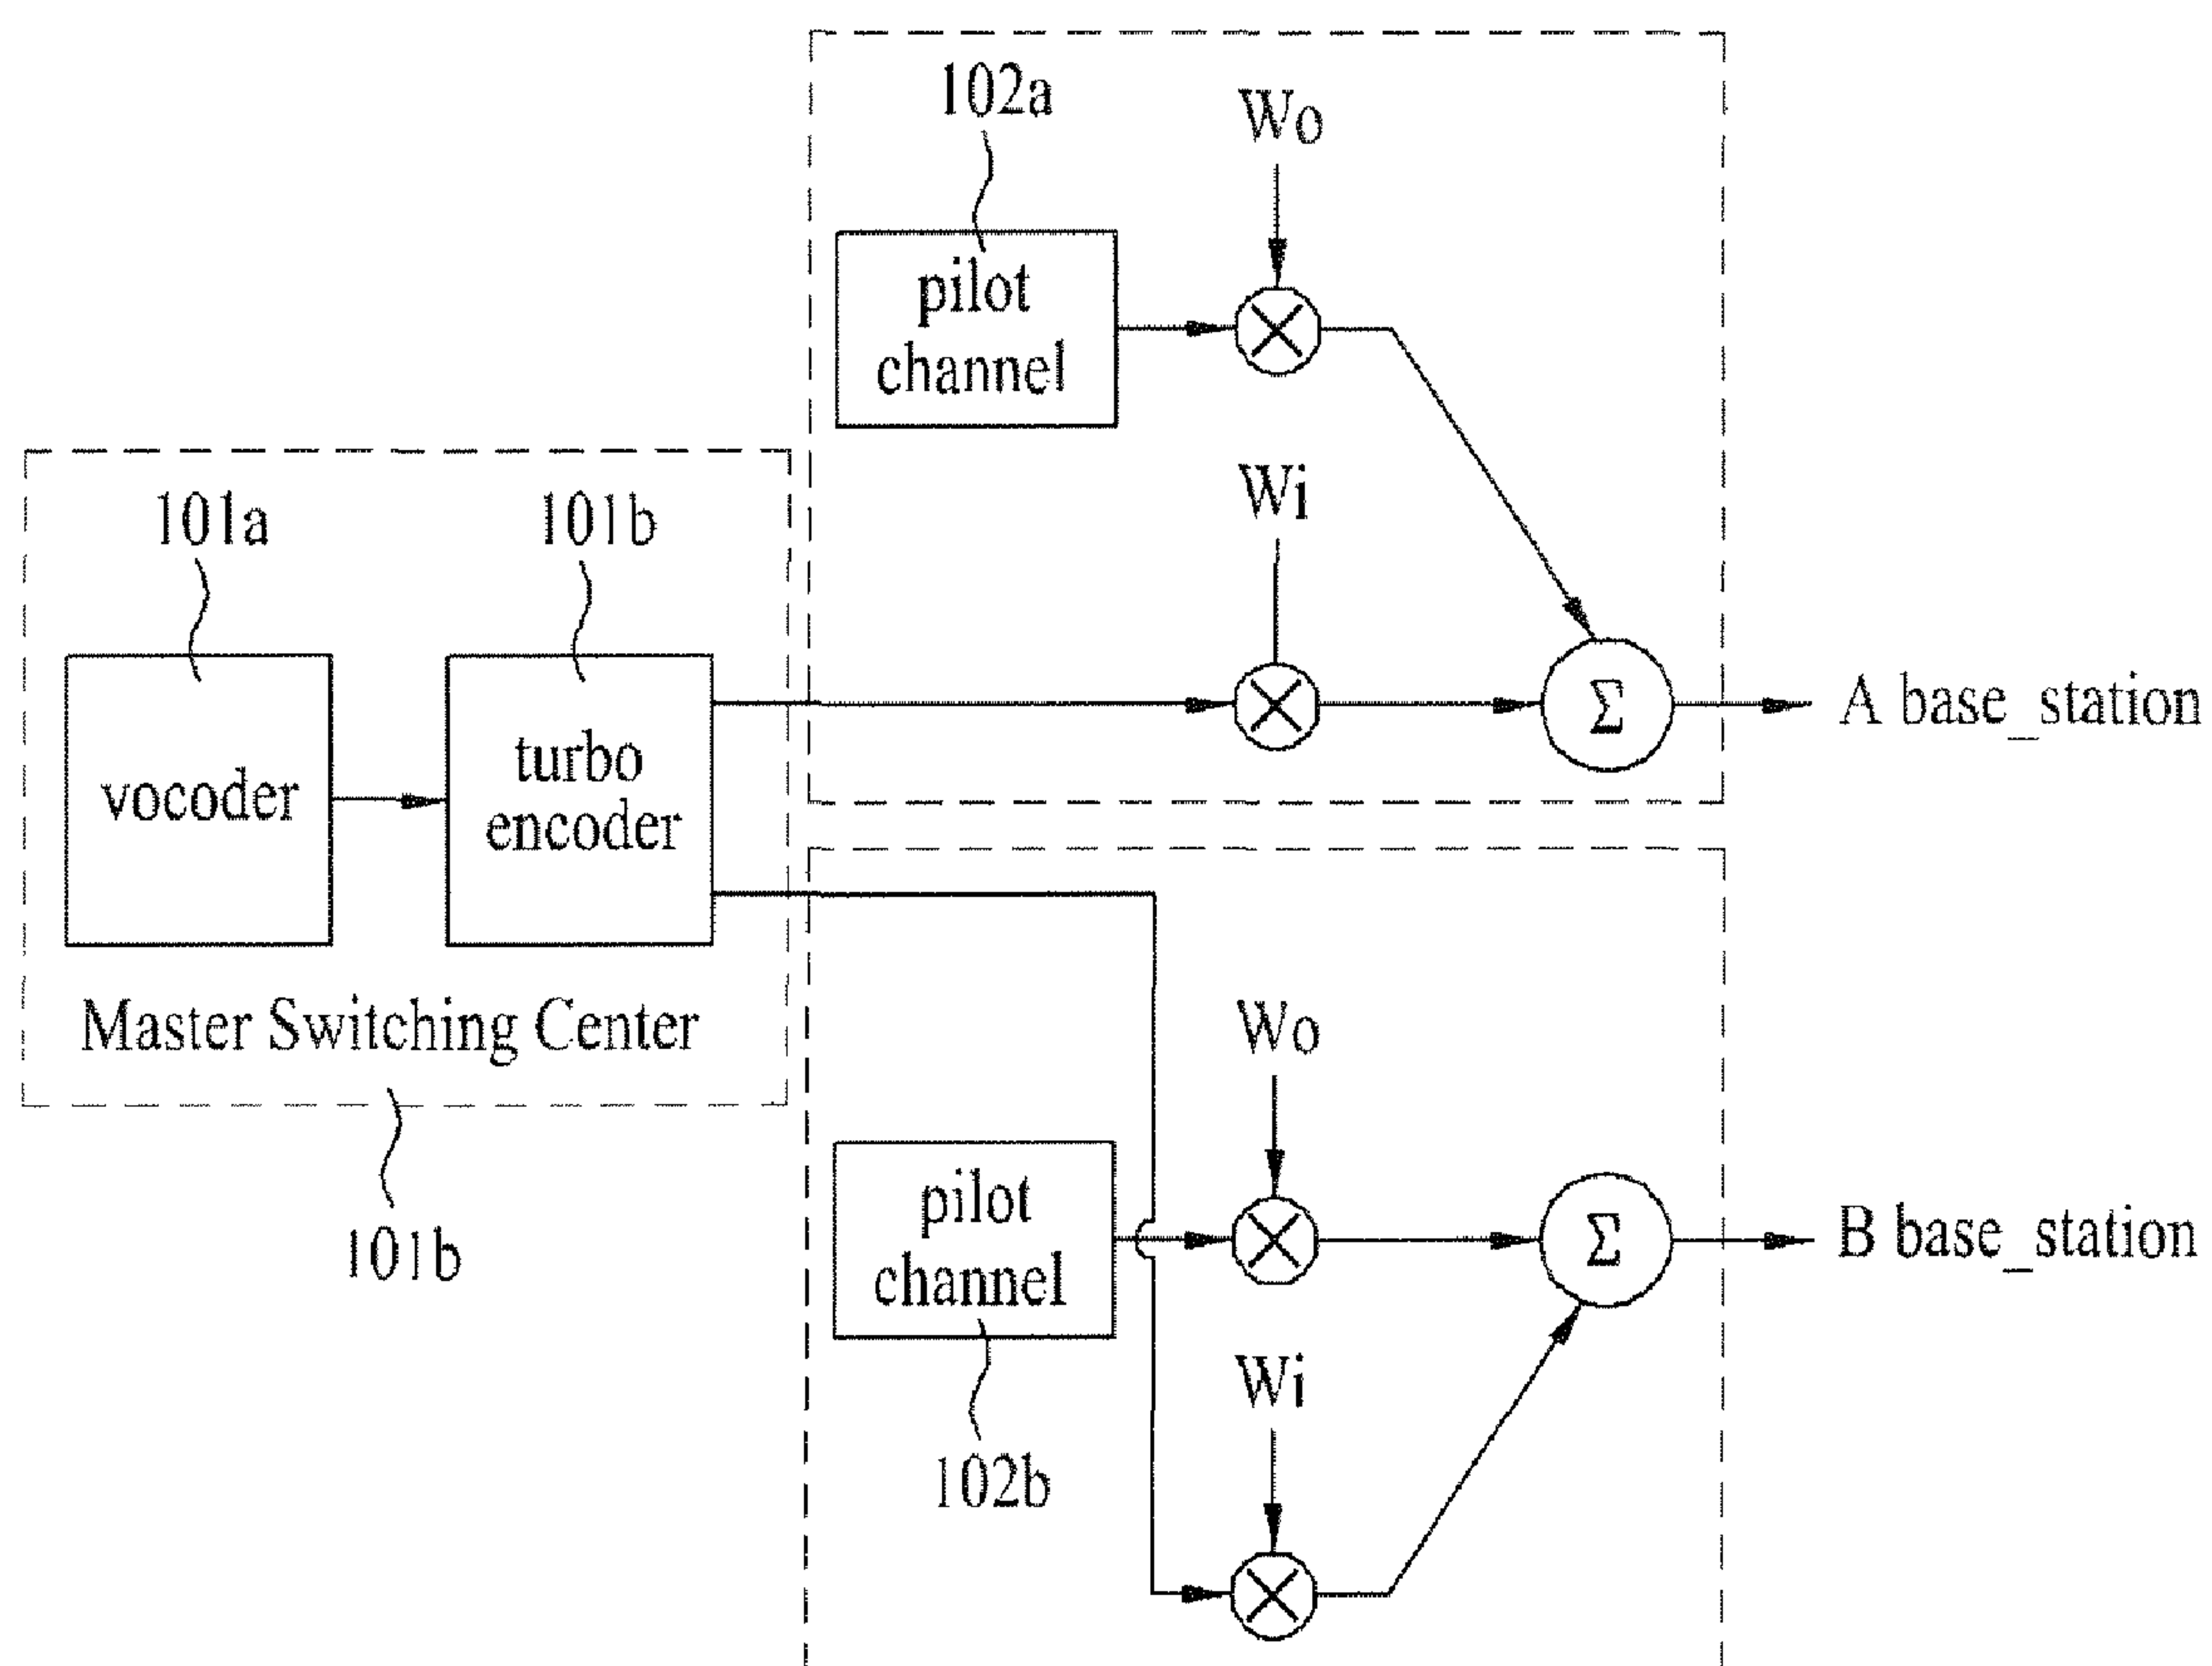 102a
Wo
pilot
channel
Wi
101a
101b
vocoder
turbo
encoder
Σ
A base_station
Master Switching Center
101b
Wo
pilot
channel
Σ
B base_station
Wi
102b